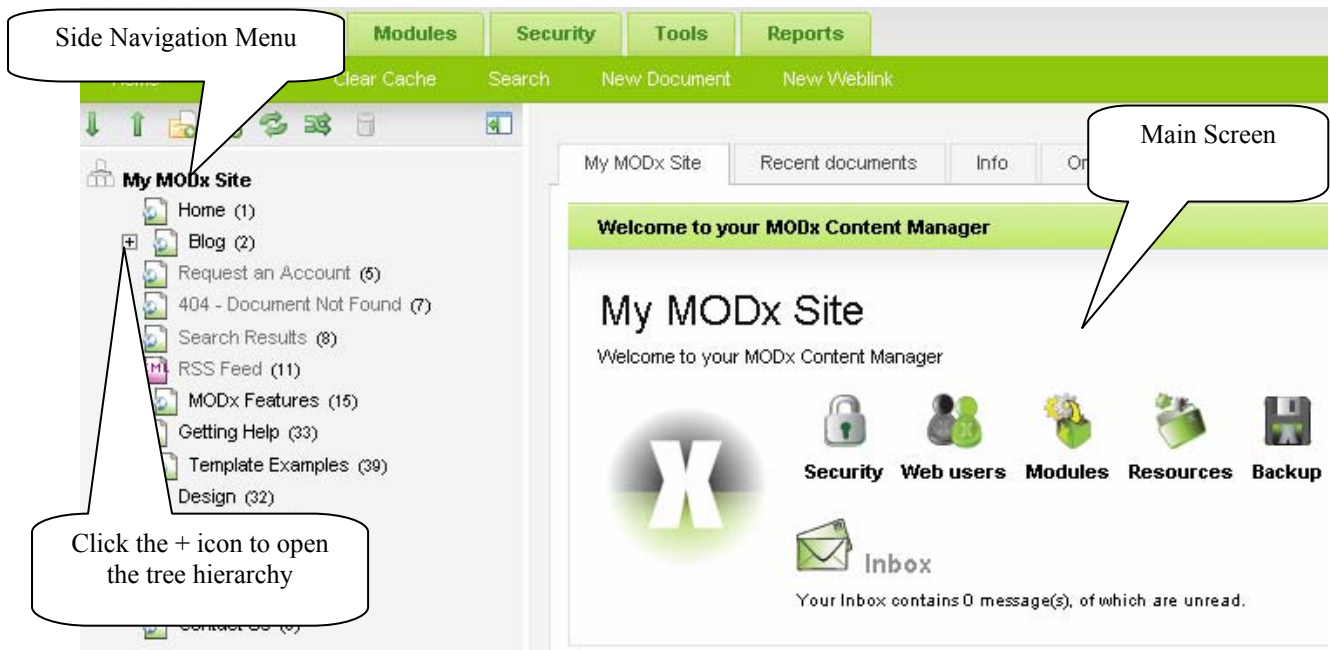 Side Navigation Menu
Modules Security Tools Reports
Clear Cache Search New Document New Weblink
Main Screen
My MODx Site Recent documents Info
My MODx Site
Home (1)
Blog (2)
Request an Account (5)
404 - Document Not Found (7)
Search Results (8)
RSS Feed (11)
MODx Features (15)
Getting Help (33)
Template Examples (39)
Design (32)
Click the + icon to open
the tree hierarchy
Welcome to your MODx Content Manager
My MODx Site
Welcome to your MODx Content Manager
Security Web users Modules Resources Backup
Inbox
Your Inbox contains 0 message(s), of which are unread.